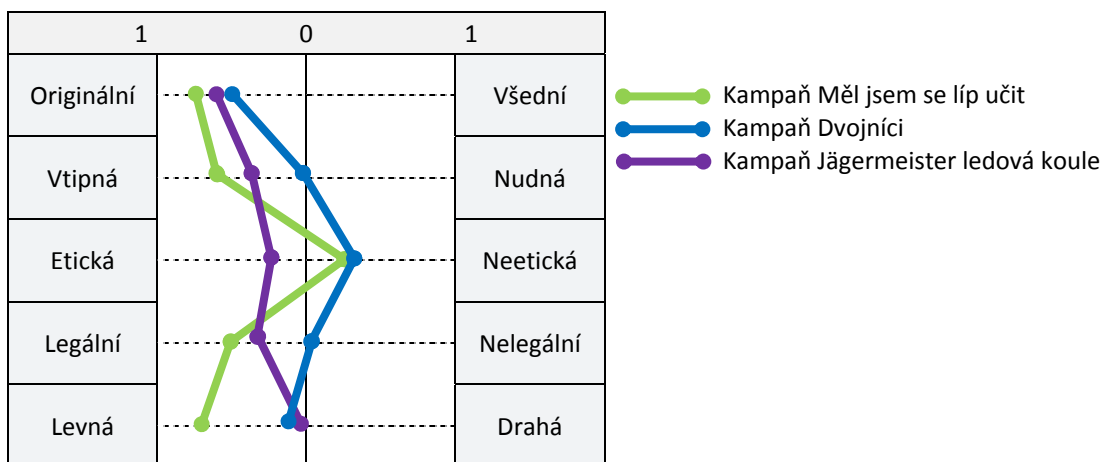 1 0 1
Originální Všední
Vtipná Nudná
Etická Neetická
Legální Nelegální
Levná Drahá
Kampaň Měl jsem se líp učit
Kampaň Dvojníci
Kampaň Jägermeister ledová koule